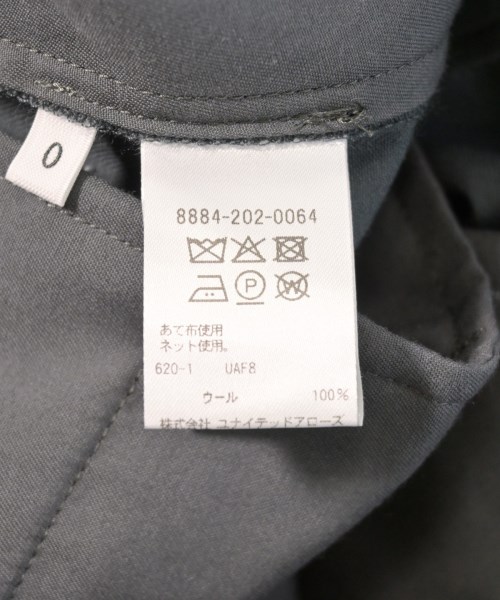 0
8884-202-0064
P
W
あて布使用
ネット使用。
620-1 UAF8
ウール 100%
株式会社 ユナイテッドアローズ